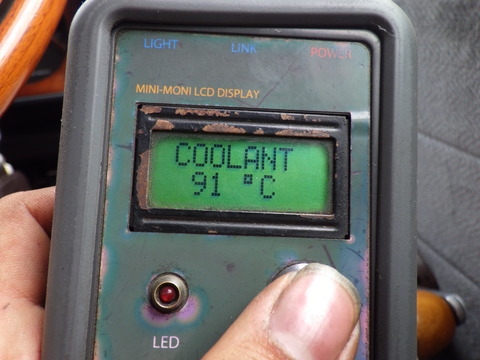 LIGHT LINK POWER
MINI-MONI LCD DISPLAY
COOLANT
91 °C
LED